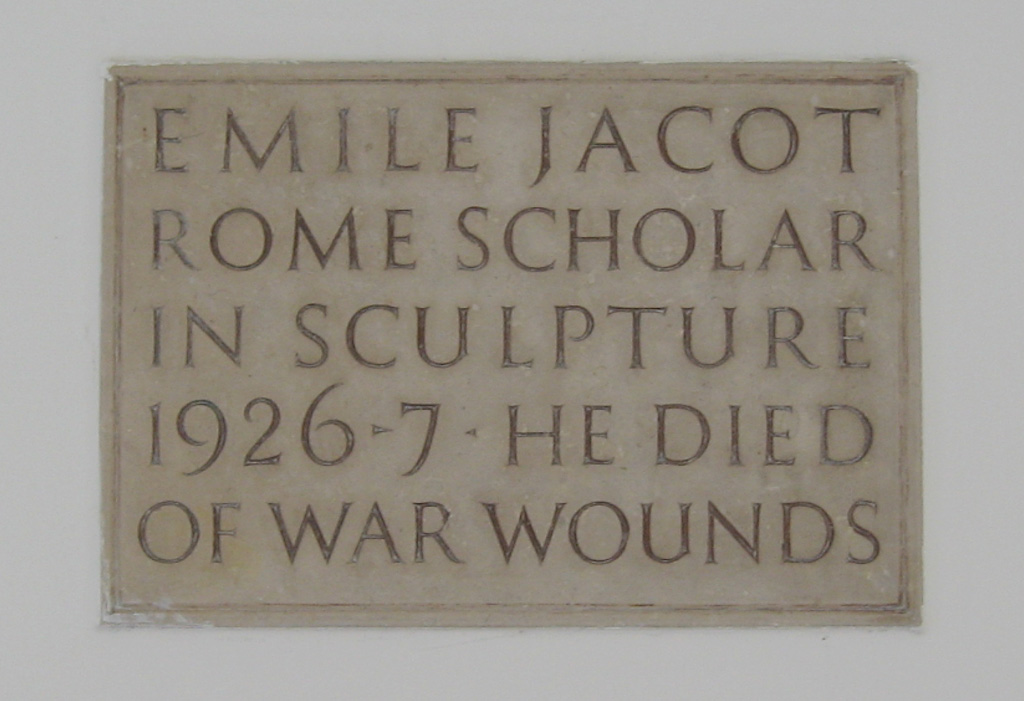 EMILE JACOT
ROME SCHOLAR
IN SCULPTURE
1926-7 · HE DIED
OF WAR WOUNDS